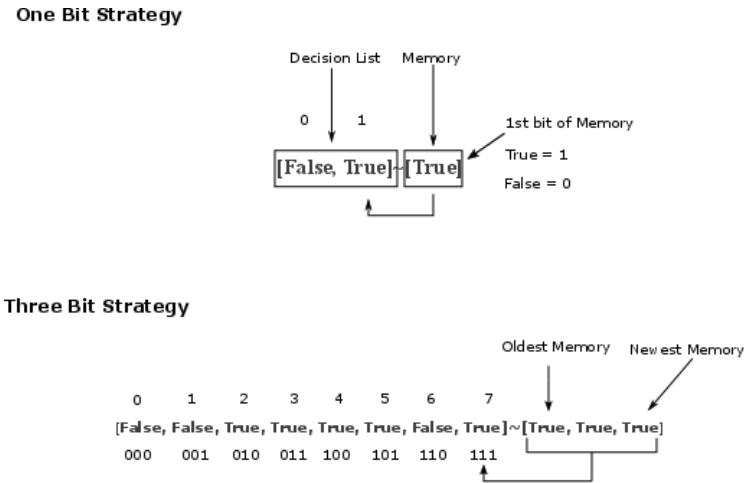 One Bit Strategy
Decision List Memory
0 1
1st bit of Memory
[False, True]~[True]
True = 1
False = 0
Three Bit Strategy
Oldest Memory Newest Memory
0 1 2 3 4 5 6 7
[False, False, True, True, True, True, False, True]~[True, True, True]
000 001 010 011 100 101 110 111